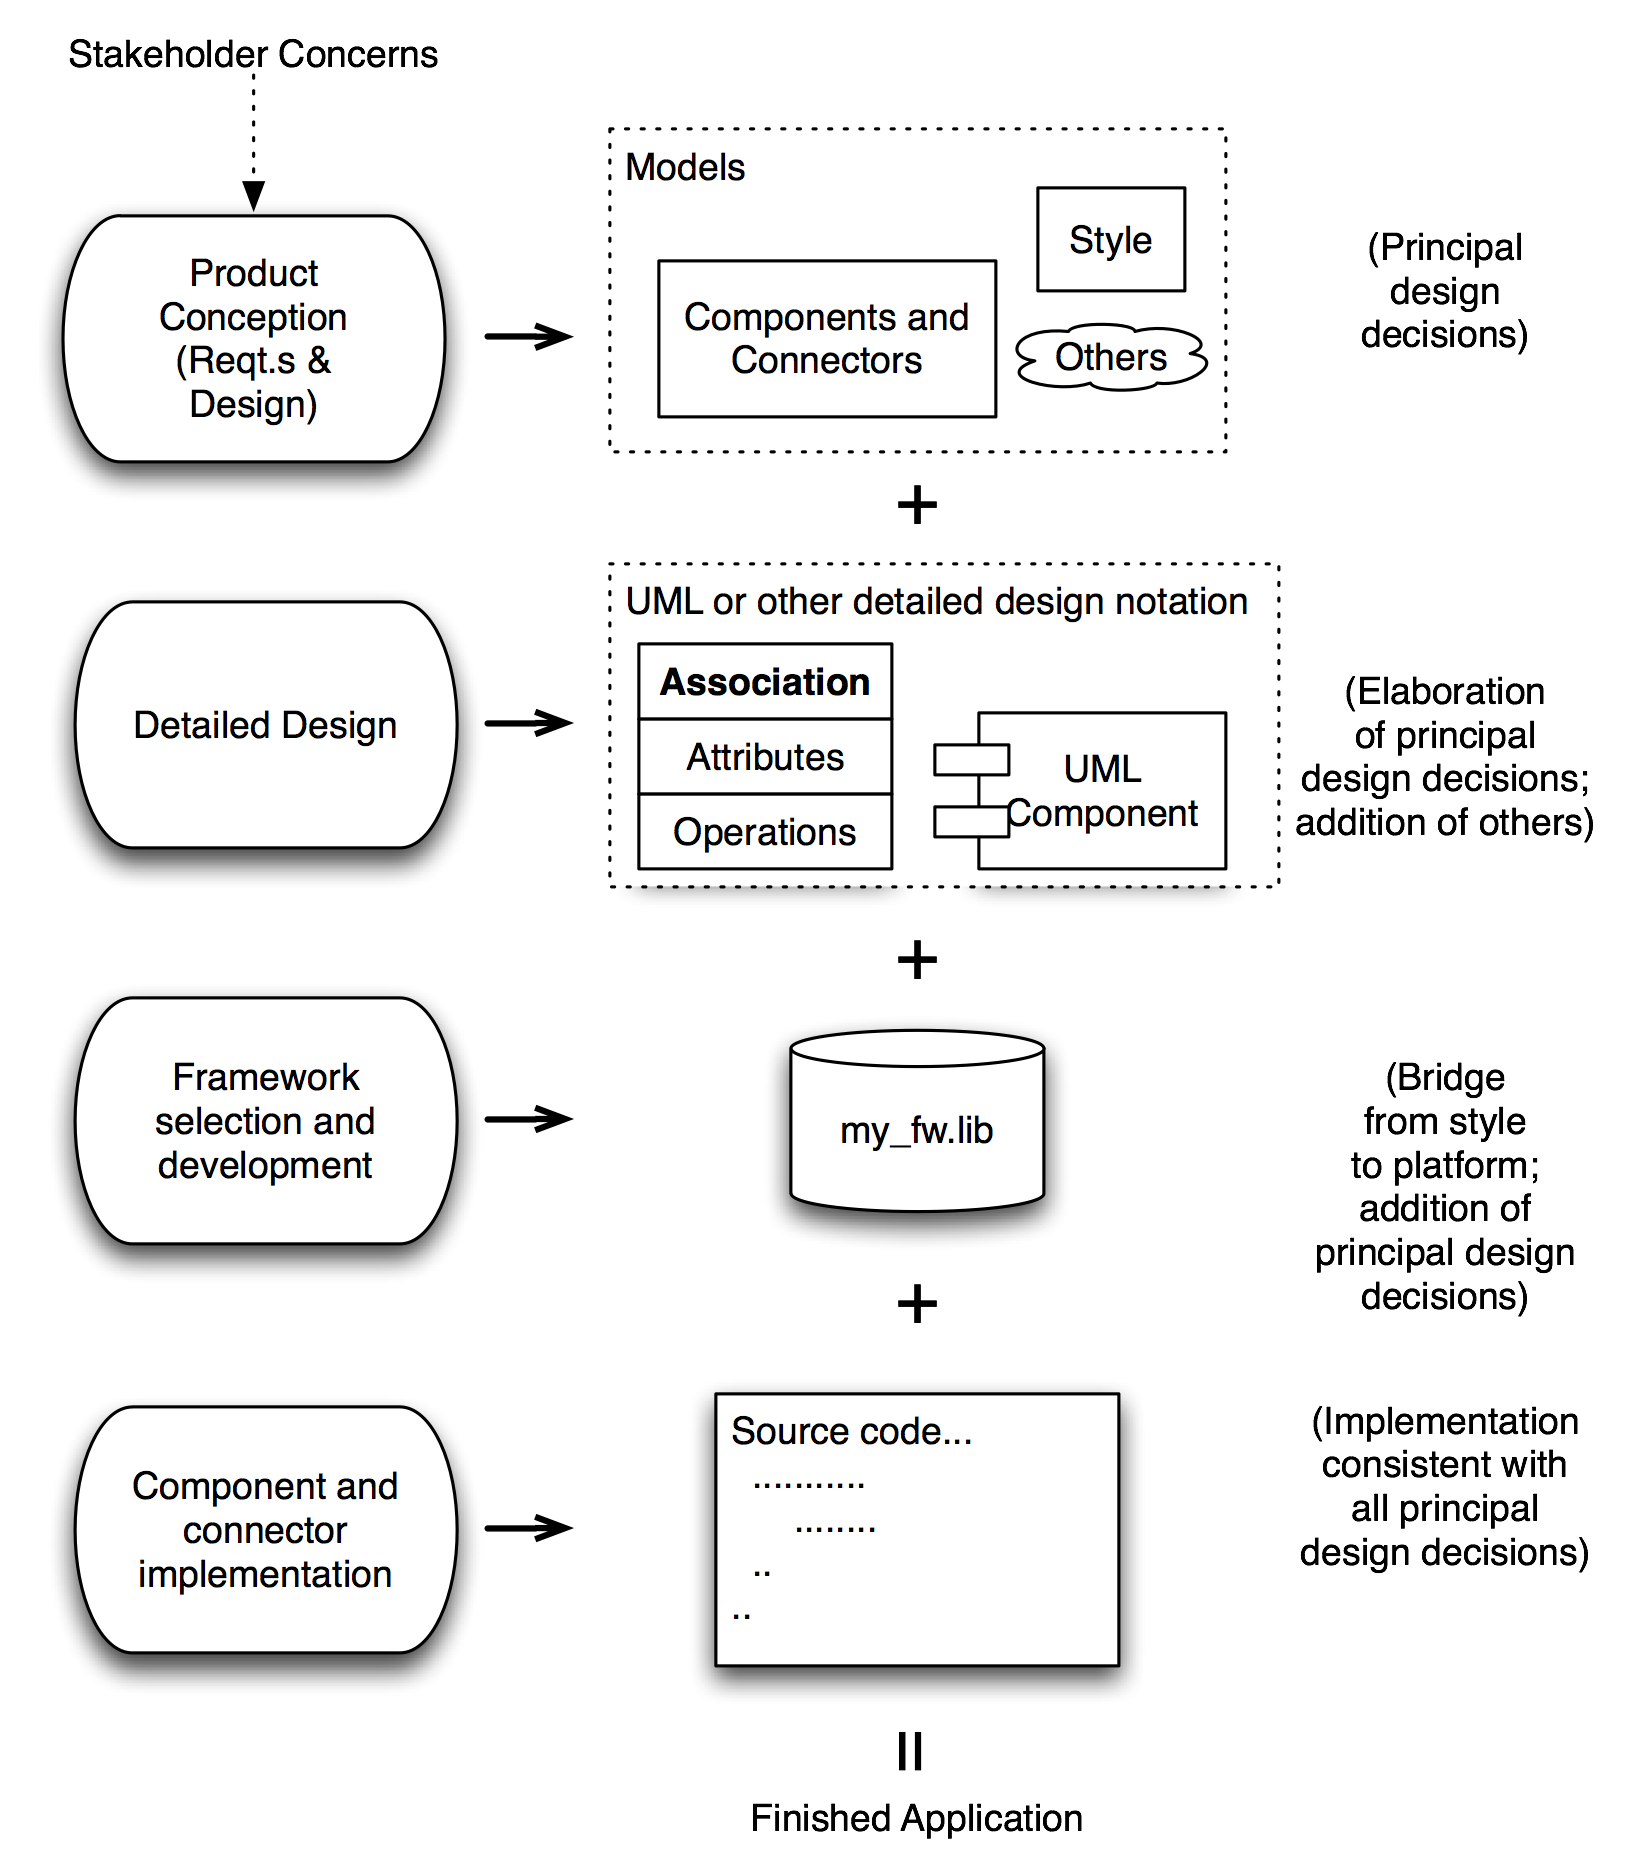 Stakeholder Concerns
Product
Conception
(Reqt.s &
Design)
Models
Style
Components and
Connectors
Others
(Principal
design
decisions)
+
Detailed Design
UML or other detailed design notation
Association
Attributes
Operations
UML
Component
(Elaboration
of principal
design decisions;
addition of others)
+
Framework
selection and
development
my_fw.lib
(Bridge
from style
to platform;
addition of
principal design
decisions)
+
Component and
connector
implementation
Source code...
...........
........
..
..
(Implementation
consistent with
all principal
design decisions)
=
Finished Application